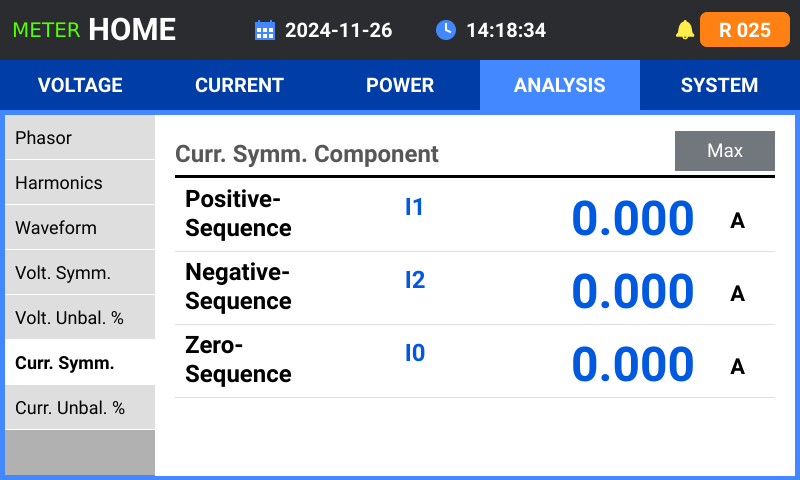 METER HOME 2024-11-26 14:18:34 R 025
VOLTAGE CURRENT POWER ANALYSIS SYSTEM
Phasor
Harmonics
Waveform
Volt. Symm.
Volt. Unbal. %
Curr. Symm.
Curr. Unbal. %
Curr. Symm. Component Max
Positive-
Sequence I1 0.000 A
Negative-
Sequence I2 0.000 A
Zero-
Sequence I0 0.000 A